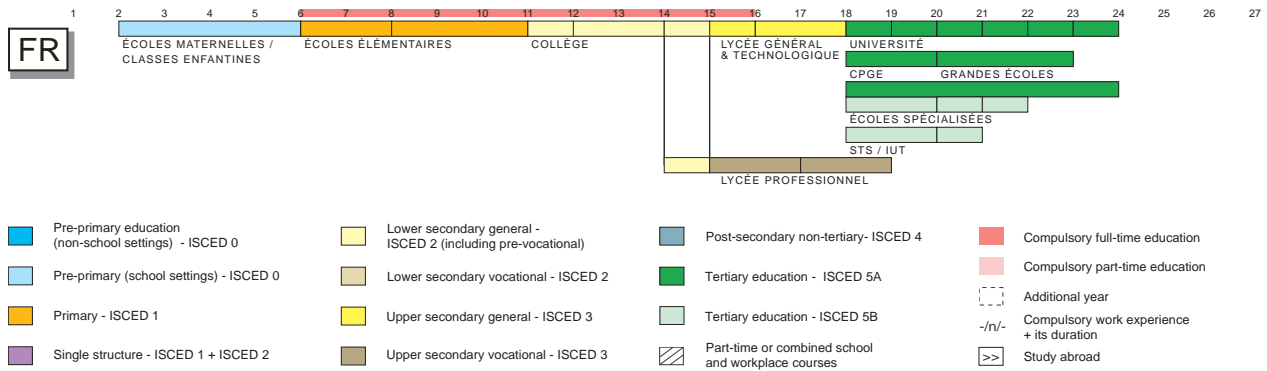 1 2 3 4 5 6 7 8 9 10 11 12 13 14 15 16 17 18 19 20 21 22 23 24 25 26 27
FR
ÉCOLES MATERNELLES /
CLASSES ENFANTINES
ÉCOLES ÉLÉMENTAIRES
COLLÈGE
LYCÉE GÉNÉRAL
& TECHNOLOGIQUE
UNIVERSITÉ
CPGE GRANDES ÉCOLES
ÉCOLES SPÉCIALISÉES
STS / IUT
LYCÉE PROFESSIONNEL
Pre-primary education
(non-school settings) - ISCED 0
Pre-primary (school settings) - ISCED 0
Primary - ISCED 1
Single structure - ISCED 1 + ISCED 2
Lower secondary general -
ISCED 2 (including pre-vocational)
Lower secondary vocational - ISCED 2
Upper secondary general - ISCED 3
Upper secondary vocational - ISCED 3
Post-secondary non-tertiary- ISCED 4
Tertiary education - ISCED 5A
Tertiary education - ISCED 5B
Part-time or combined school
and workplace courses
Compulsory full-time education
Compulsory part-time education
Additional year
-/n/- Compulsory work experience
+ its duration
>> Study abroad